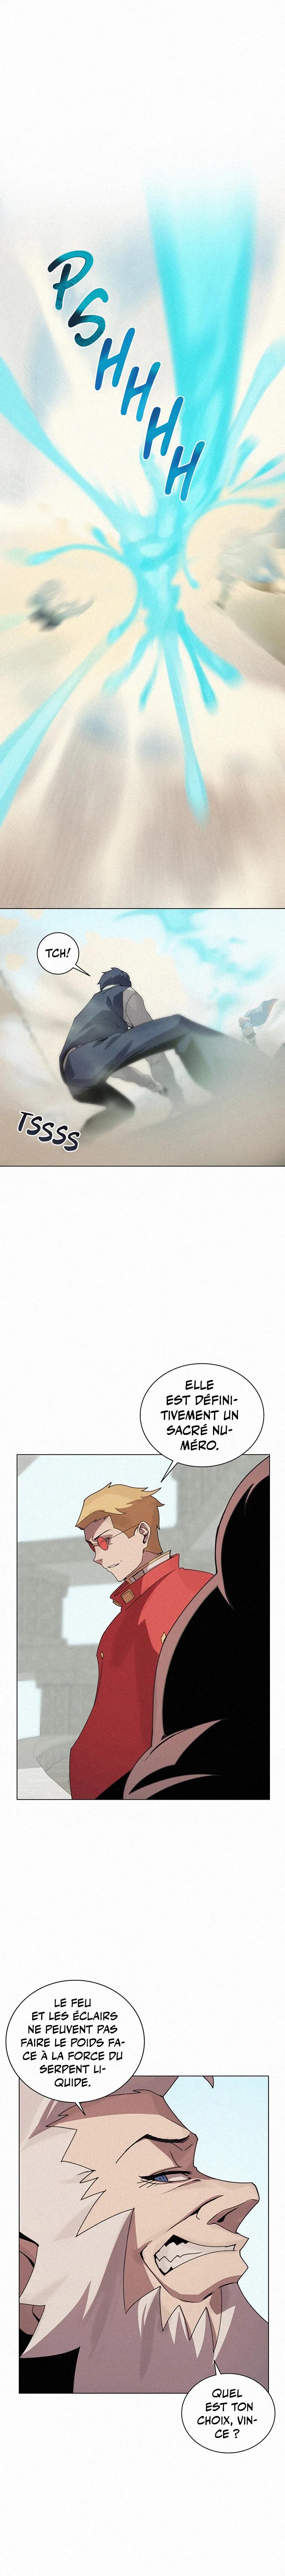 PSHHHH
TCH!
TSSSS
ELLE
EST DÉFINI-
TIVEMENT UN
SACRÉ NU-
MÉRO.
LE FEU
ET LES ÉCLAIRS
NE PEUVENT PAS
FAIRE LE POIDS FA-
CE À LA FORCE DU
SERPENT LI-
QUIDE.
QUEL
EST TON
CHOIX, VIN-
CE ?